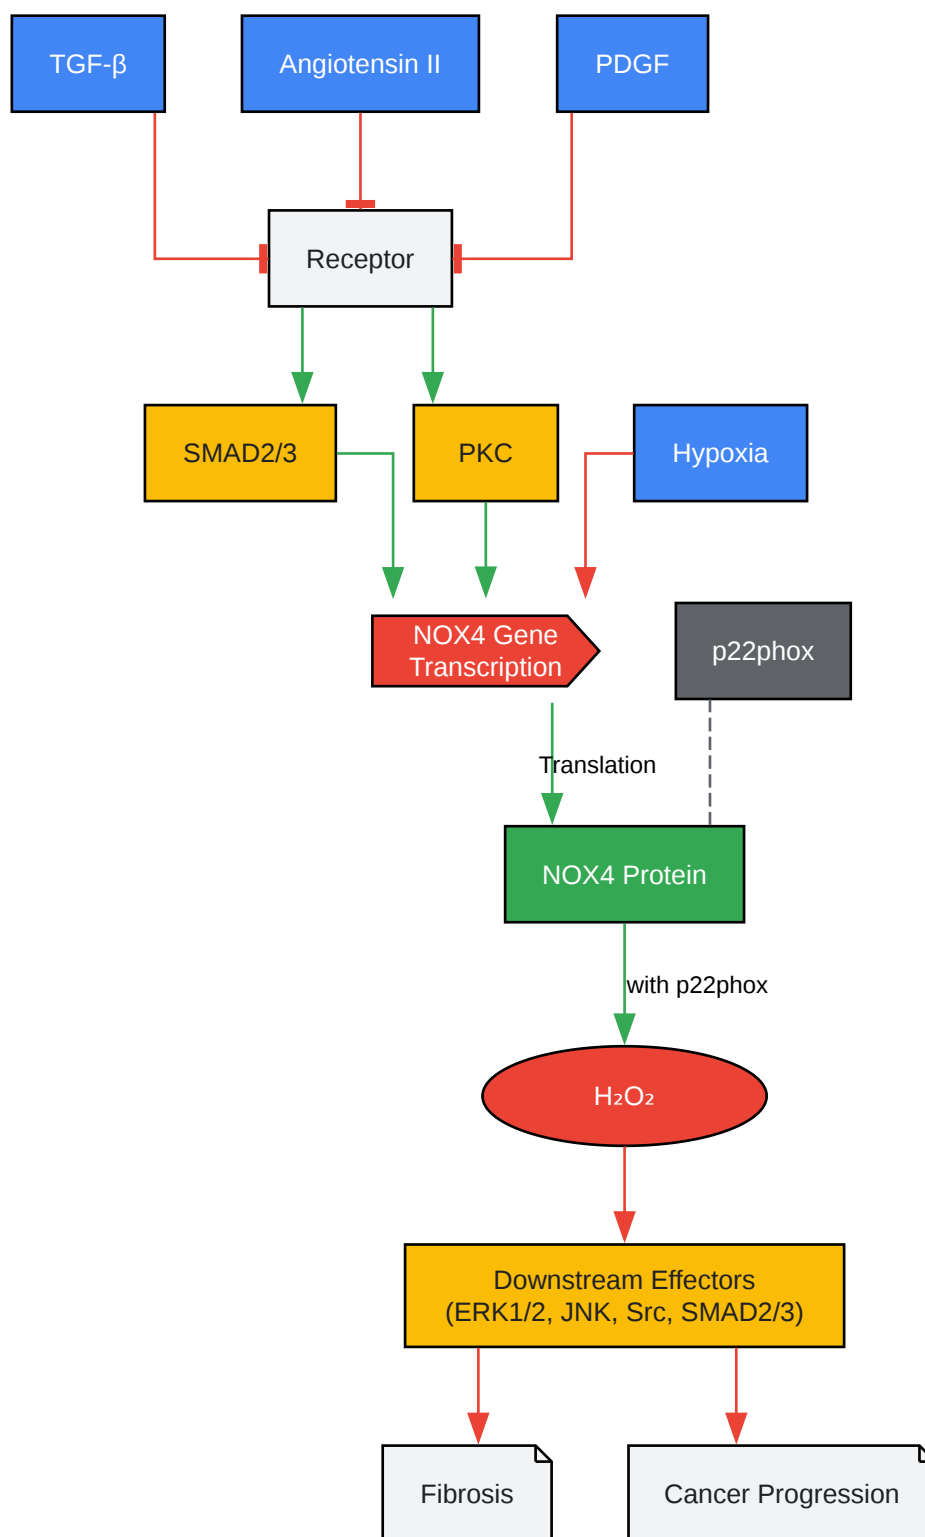 TGF-β
Angiotensin II
PDGF
Receptor
SMAD2/3
PKC
Hypoxia
NOX4 Gene
Transcription
p22phox
Translation
NOX4 Protein
with p22phox
H₂O₂
Downstream Effectors
(ERK1/2, JNK, Src, SMAD2/3)
Fibrosis
Cancer Progression